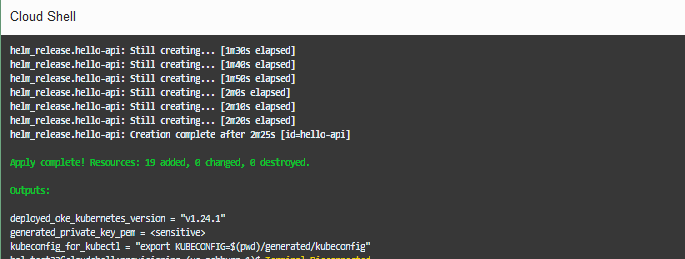 Cloud Shell
helm_release.hello-api: Still creating... [1m30s elapsed]
helm_release.hello-api: Still creating... [1m40s elapsed]
helm_release.hello-api: Still creating... [1m50s elapsed]
helm_release.hello-api: Still creating... [2m0s elapsed]
helm_release.hello-api: Still creating... [2m10s elapsed]
helm_release.hello-api: Still creating... [2m20s elapsed]
helm_release.hello-api: Creation complete after 2m25s [id=hello-api]
Apply complete! Resources: 19 added, 0 changed, 0 destroyed.
Outputs:
deployed_oke_kubernetes_version = "v1.24.1"
generated_private_key_pem = <sensitive>
kubeconfig_for_kubectl = "export KUBECONFIG=$(pwd)/generated/kubeconfig"